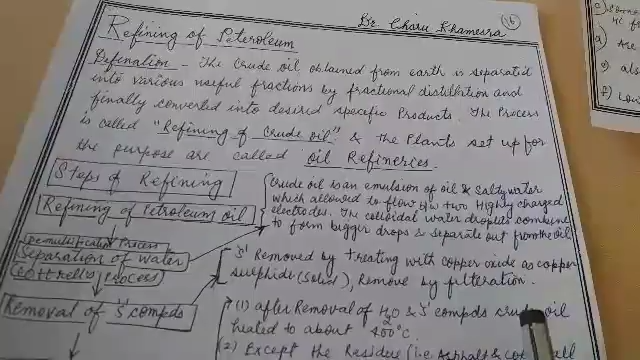 Dr. Charu Khamesra 16
Refining of Peteroleum
Defination - The Crude oil obtained from earth is separated
into various useful fractions by fractional distillation and
finally converted into desired specific Products. The Process
is called "Refining of Crude oil" & the Plants set up for
the purpose are called Oil Refineries.
Steps of Refining
Refining of Petroleum oil
Crude oil is an emulsion of oil & salty water
which allowed to flow b/w two Highly charged
electrodes. The colloidal water droplets combine
to form bigger drops & separate out from the oil
Demulsification Process
Separation of water
Cottrell's Process
'S' Removed by treating with copper oxide as copper
sulphide (solid), Remove by filteration.
Removal of 'S' compds
(1) after Removal of H2O & 'S' compds crude oil
heated to about 400°C.
(2) Except the Residue (i.e. Asphalt &